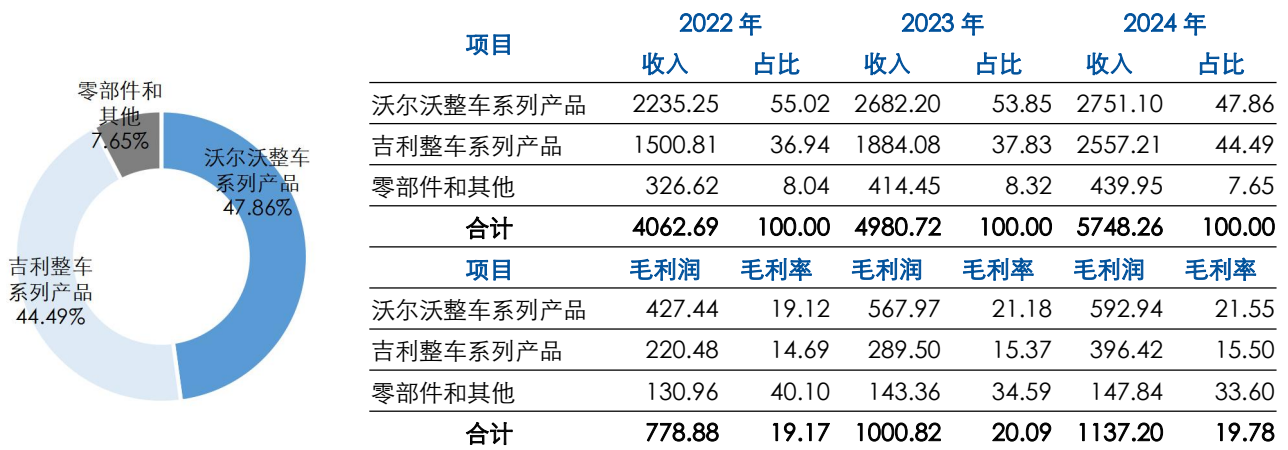 零部件和
其他
7.65%
沃尔沃整车
系列产品
47.86%
吉利整车
系列产品
44.49%
项目 2022 年 2023 年 2024 年
收入 占比 收入 占比 收入 占比
沃尔沃整车系列产品 2235.25 55.02 2682.20 53.85 2751.10 47.86
吉利整车系列产品 1500.81 36.94 1884.08 37.83 2557.21 44.49
零部件和其他 326.62 8.04 414.45 8.32 439.95 7.65
合计 4062.69 100.00 4980.72 100.00 5748.26 100.00
项目 毛利润 毛利率 毛利润 毛利率 毛利润 毛利率
沃尔沃整车系列产品 427.44 19.12 567.97 21.18 592.94 21.55
吉利整车系列产品 220.48 14.69 289.50 15.37 396.42 15.50
零部件和其他 130.96 40.10 143.36 34.59 147.84 33.60
合计 778.88 19.17 1000.82 20.09 1137.20 19.78